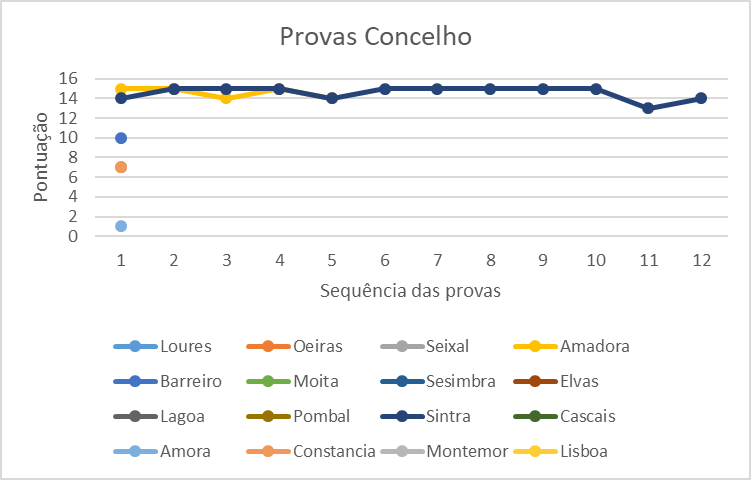 Provas Concelho
16
14
12
10
8
6
4
2
0
Pontuação
1 2 3 4 5 6 7 8 9 10 11 12
Sequência das provas
Loures Oeiras Seixal Amadora
Barreiro Moita Sesimbra Elvas
Lagoa Pombal Sintra Cascais
Amora Constancia Montemor Lisboa